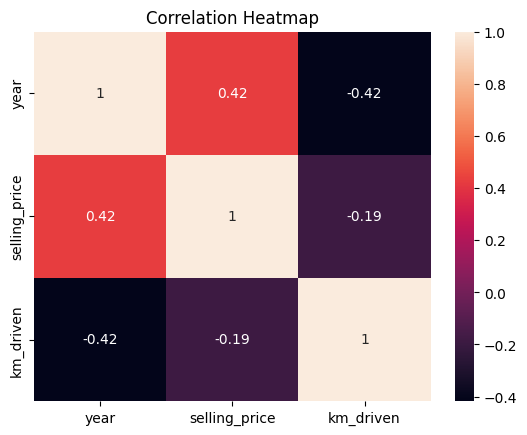 Correlation Heatmap
year
1
0.42
-0.42
selling_price
0.42
1
-0.19
km_driven
-0.42
-0.19
1
year
selling_price
km_driven
1.0
0.8
0.6
0.4
0.2
0.0
−0.2
−0.4